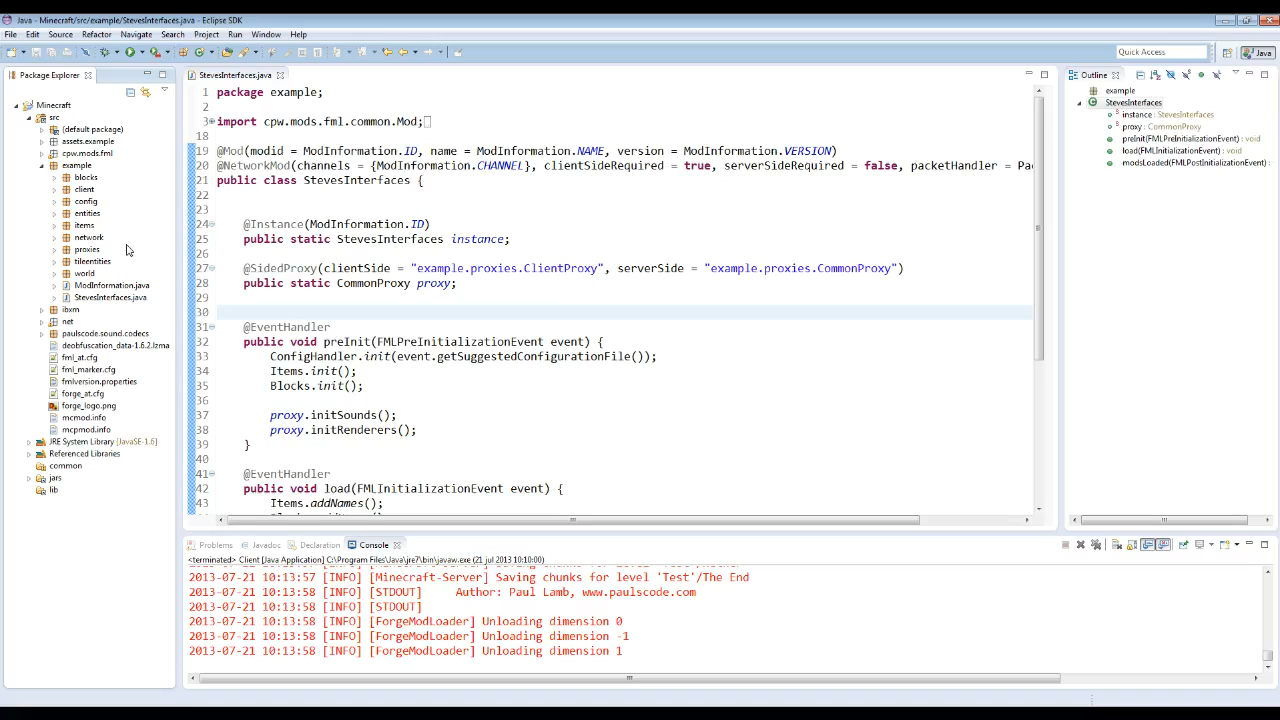 Java - Minecraft/src/example/StevesInterfaces.java - Eclipse SDK
File Edit Source Refactor Navigate Search Project Run Window Help
Quick Access
Java
Package Explorer
Minecraft
src
(default package)
assets.example
cpw.mods.fml
example
blocks
client
config
entities
items
network
proxies
tileentities
world
ModInformation.java
StevesInterfaces.java
ibxm
net
paulscode.sound.codecs
deobfuscation_data-1.6.2.lzma
fml_at.cfg
fml_marker.cfg
fmlversion.properties
forge_at.cfg
forge_logo.png
mcmod.info
mcpmod.info
JRE System Library [JavaSE-1.6]
Referenced Libraries
common
jars
lib
StevesInterfaces.java
1 package example;
2
3 import cpw.mods.fml.common.Mod;
18
19 @Mod(modid = ModInformation.ID, name = ModInformation.NAME, version = ModInformation.VERSION)
20 @NetworkMod(channels = {ModInformation.CHANNEL}, clientSideRequired = true, serverSideRequired = false, packetHandler = Pa
21 public class StevesInterfaces {
22
23
24 @Instance(ModInformation.ID)
25 public static StevesInterfaces instance;
26
27 @SidedProxy(clientSide = "example.proxies.ClientProxy", serverSide = "example.proxies.CommonProxy")
28 public static CommonProxy proxy;
29
30
31 @EventHandler
32 public void preInit(FMLPreInitializationEvent event) {
33 ConfigHandler.init(event.getSuggestedConfigurationFile());
34 Items.init();
35 Blocks.init();
36
37 proxy.initSounds();
38 proxy.initRenderers();
39 }
40
41 @EventHandler
42 public void load(FMLInitializationEvent event) {
43 Items.addNames();
Outline
example
StevesInterfaces
instance : StevesInterfaces
proxy : CommonProxy
preInit(FMLPreInitializationEvent) : void
load(FMLInitializationEvent) : void
modsLoaded(FMLPostInitializationEvent) :
Problems Javadoc Declaration Console
<terminated> Client [Java Application] C:\Program Files\Java\jre7\bin\javaw.exe (21 jul 2013 10:10:00)
2013-07-21 10:13:57 [INFO] [Minecraft-Server] Saving chunks for level 'Test'/The End
2013-07-21 10:13:58 [INFO] [STDOUT] Author: Paul Lamb, www.paulscode.com
2013-07-21 10:13:58 [INFO] [STDOUT]
2013-07-21 10:13:58 [INFO] [ForgeModLoader] Unloading dimension 0
2013-07-21 10:13:58 [INFO] [ForgeModLoader] Unloading dimension -1
2013-07-21 10:13:58 [INFO] [ForgeModLoader] Unloading dimension 1